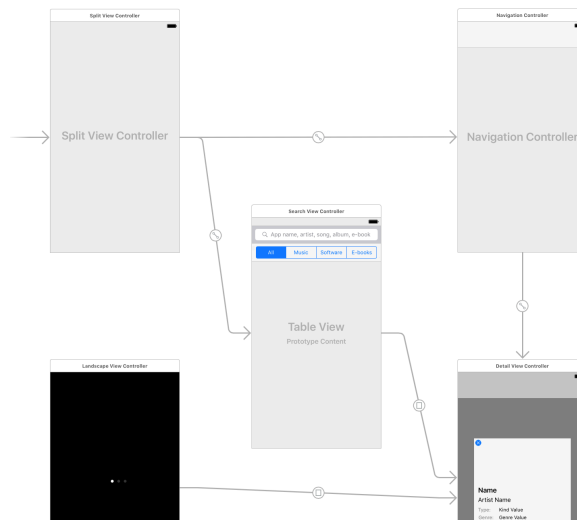 Split View Controller
Navigation Controller
Split View Controller
Navigation Controller
Search View Controller
App name, artist, song, album, e-book
All Music Software E-books
Table View
Prototype Content
Landscape View Controller
Detail View Controller
Name
Artist Name
Type: Kind Value
Genre: Genre Value